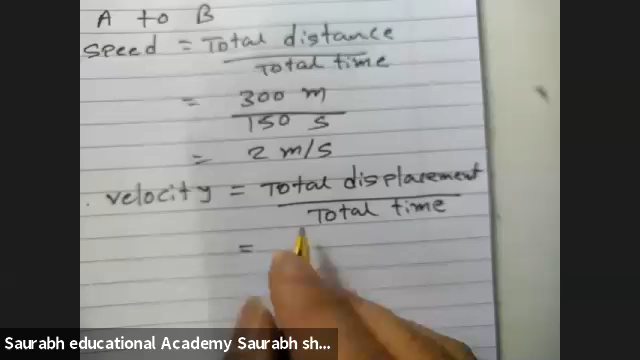 A to B
Speed = Total distance
Total time
= 300 m
150 s
= 2 m/s
. velocity = Total displacement
Total time
=
Saurabh educational Academy Saurabh sh...